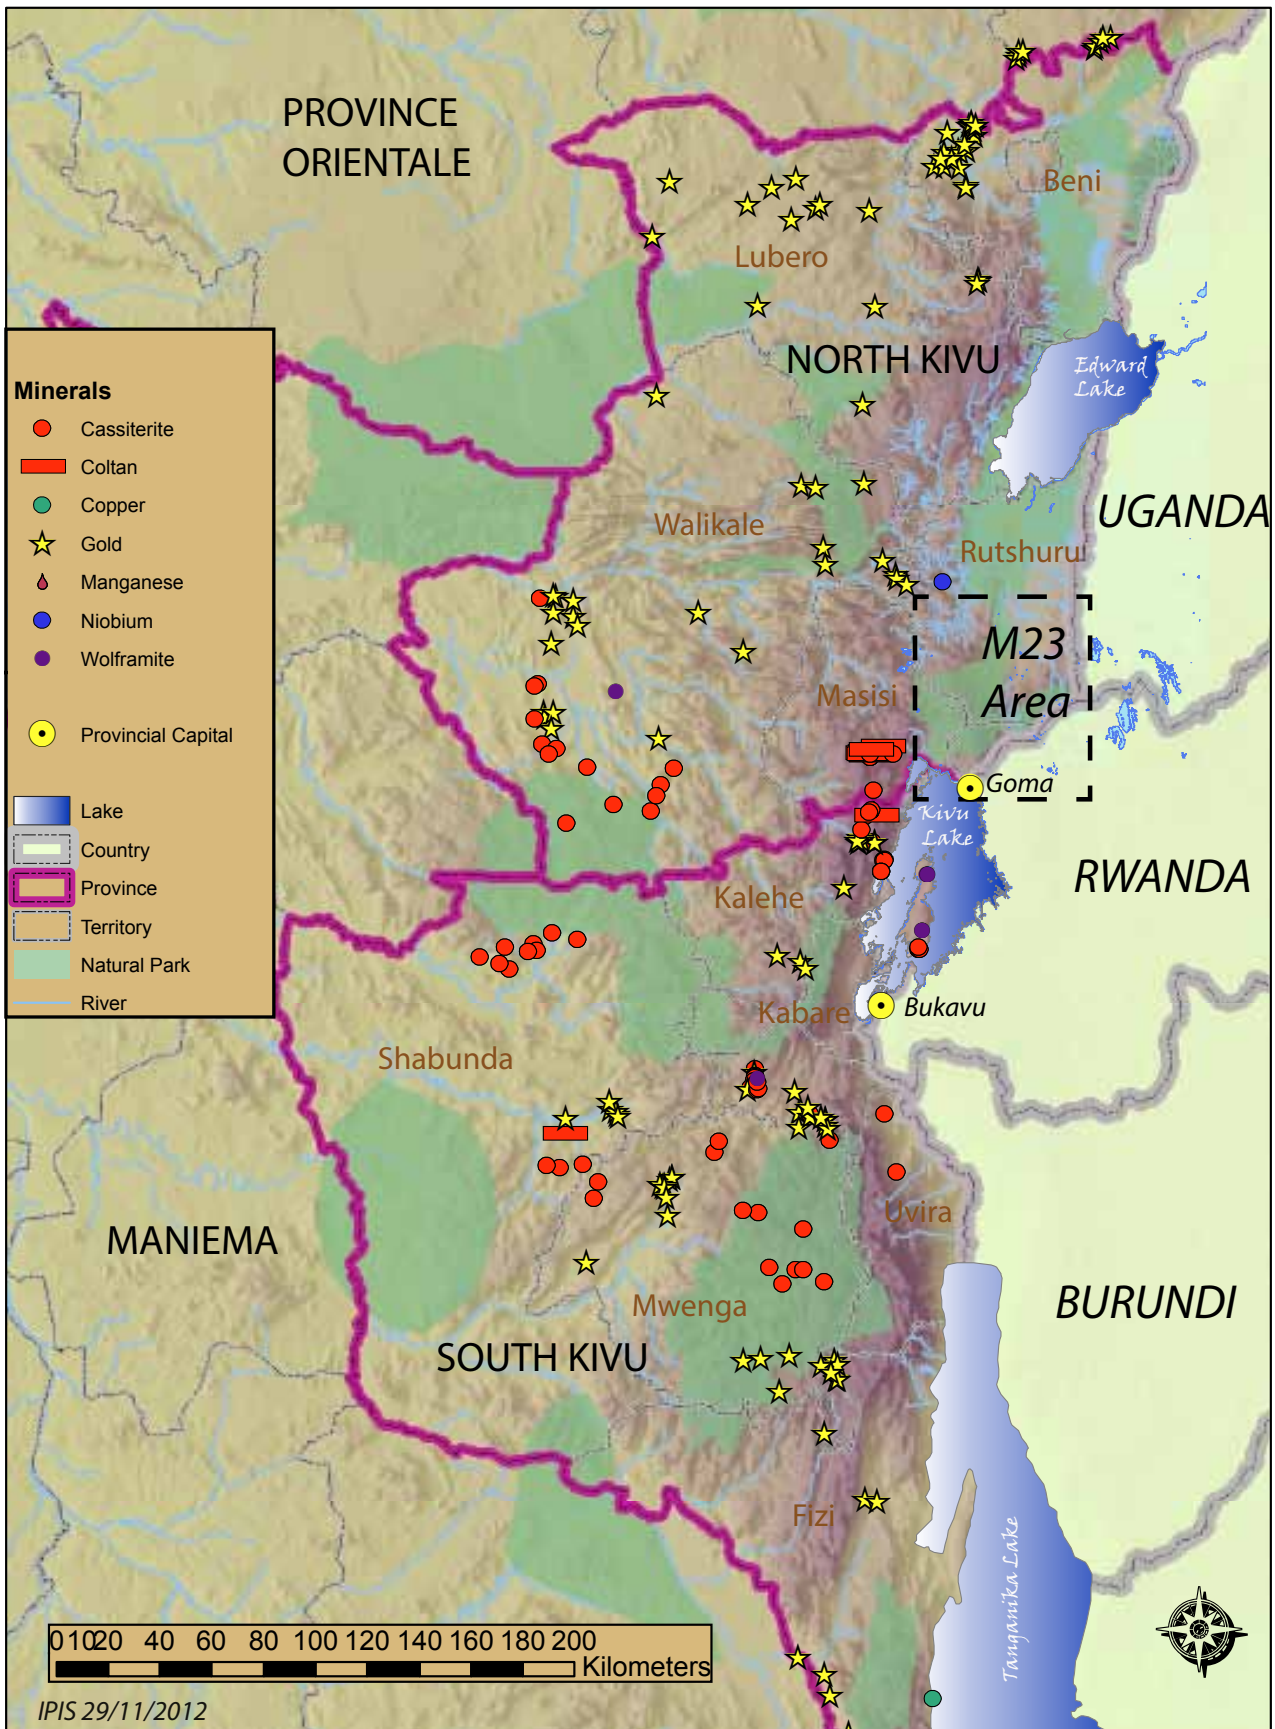 PROVINCE
ORIENTALE
Beni
Lubero
NORTH KIVU
Edward
Lake
UGANDA
Walikale
Rutshuru
M23
Area
Masisi
Goma
Kivu
Lake
RWANDA
Kalehe
Kabare
Bukavu
Shabunda
Uvira
MANIEMA
Mwenga
BURUNDI
SOUTH KIVU
Fizi
Tanganika Lake
Minerals
Cassiterite
Coltan
Copper
Gold
Manganese
Niobium
Wolframite
Provincial Capital
Lake
Country
Province
Territory
Natural Park
River
0 10 20 40 60 80 100 120 140 160 180 200
Kilometers
IPIS 29/11/2012